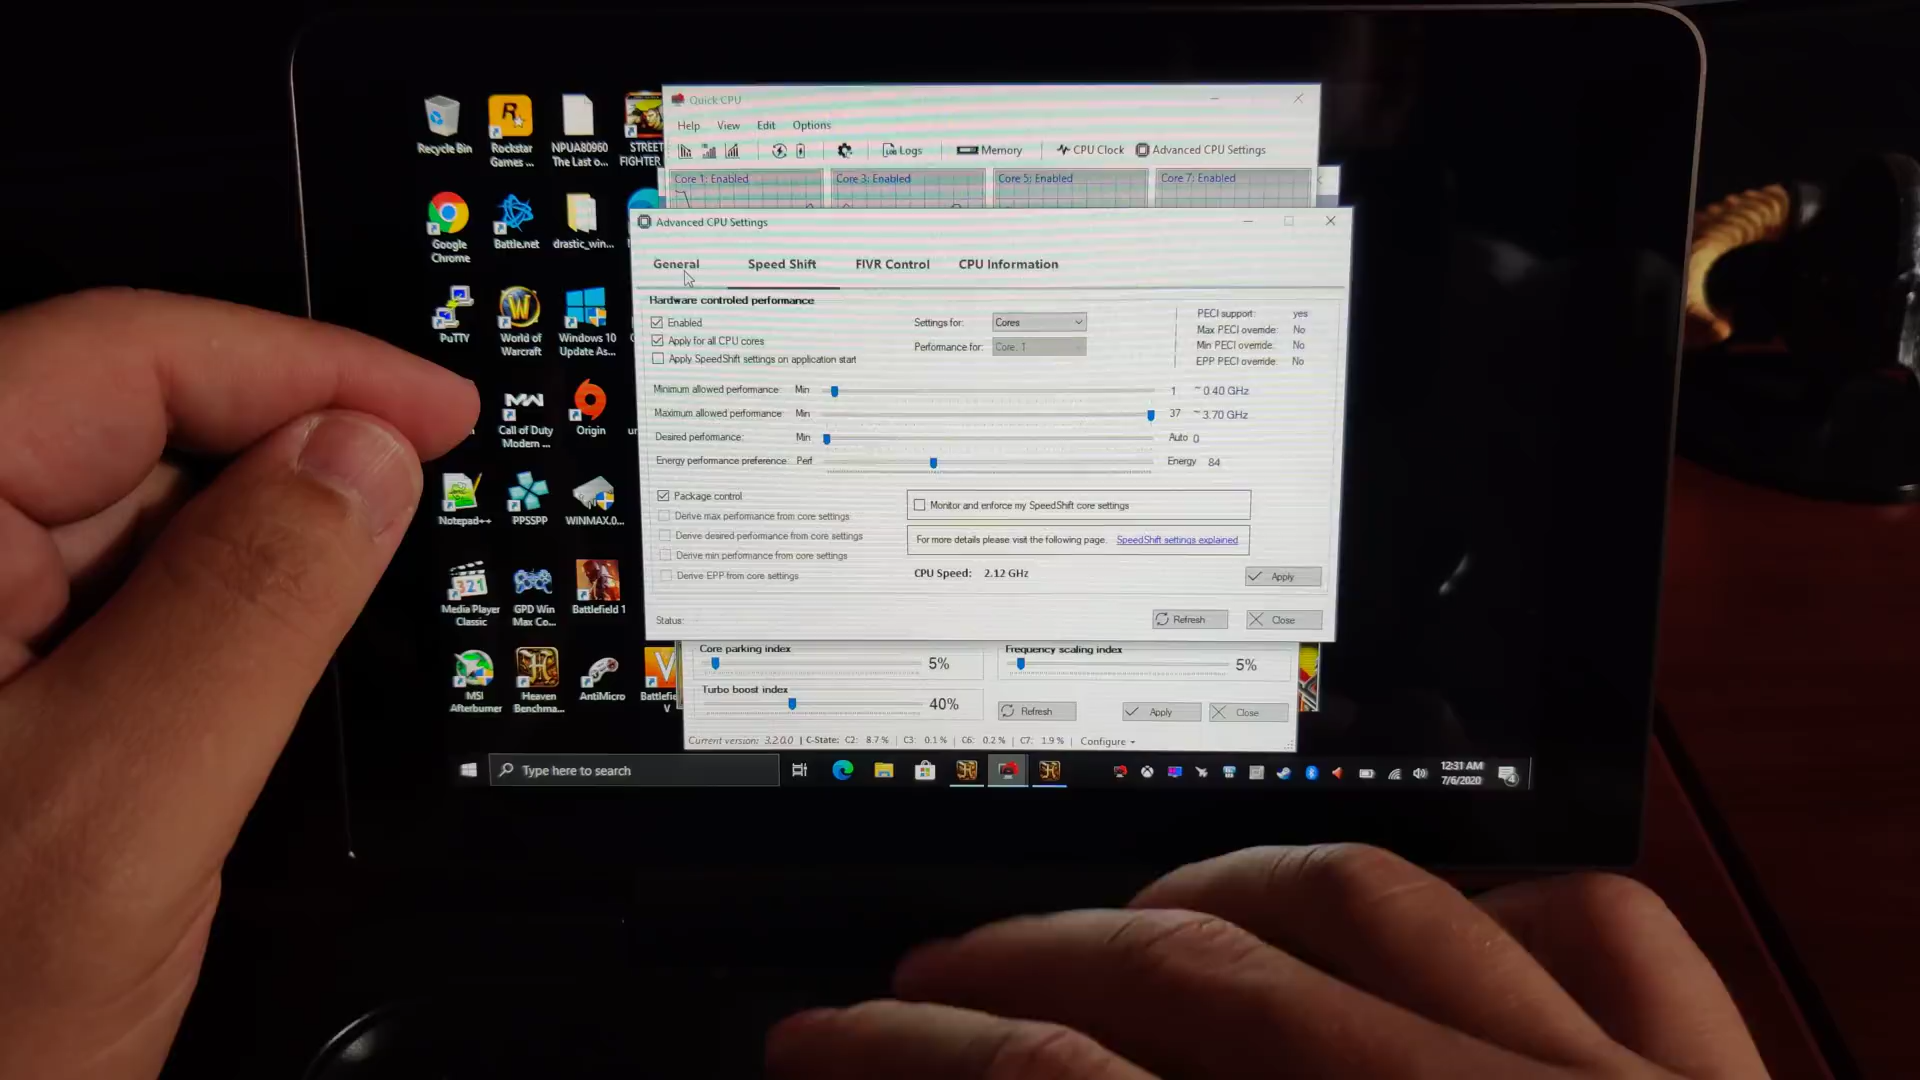 Quick CPU
Help View Edit Options
Logs Memory CPU Clock Advanced CPU Settings
Core 1: Enabled Core 3: Enabled Core 5: Enabled Core 7: Enabled
Advanced CPU Settings
General Speed Shift FIVR Control CPU Information
Hardware controled performance
Enabled
Apply for all CPU cores
Apply SpeedShift settings on application start
Settings for: Cores
Performance for: Core: 1
PECI support: yes
Max PECI override: No
Min PECI override: No
EPP PECI override: No
Minimum allowed performance: Min 1 ~0.40 GHz
Maximum allowed performance: Min 37 ~3.70 GHz
Desired performance: Min Auto 0
Energy performance preference: Perf Energy 84
Package control
Derive max performance from core settings
Derive desired performance from core settings
Derive min performance from core settings
Derive EPP from core settings
Monitor and enforce my SpeedShift core settings
For more details please visit the following page. SpeedShift settings explained
CPU Speed: 2.12 GHz
Apply
Status: Refresh Close
Core parking index 5%
Frequency scaling index 5%
Turbo boost index 40%
Refresh Apply Close
Current version: 3.2.0.0 | C-State: C2: 8.7 % C3: 0.1 % C6: 0.2 % C7: 1.9 % Configure
Recycle Bin
Rockstar
Games ...
NPUA80960
The Last o...
STREET
FIGHTER
Google
Chrome
Battle.net
drastic_win...
PuTTY
World of
Warcraft
Windows 10
Update As...
Call of Duty
Modern ...
Origin
Notepad++
PPSSPP
WINMAX.0...
321
Media Player
Classic
GPD Win
Max Co...
Battlefield 1
MSI
Afterburner
Heaven
Benchma...
AntiMicro
Battlefie
V
Type here to search
12:31 AM
7/6/2020
4